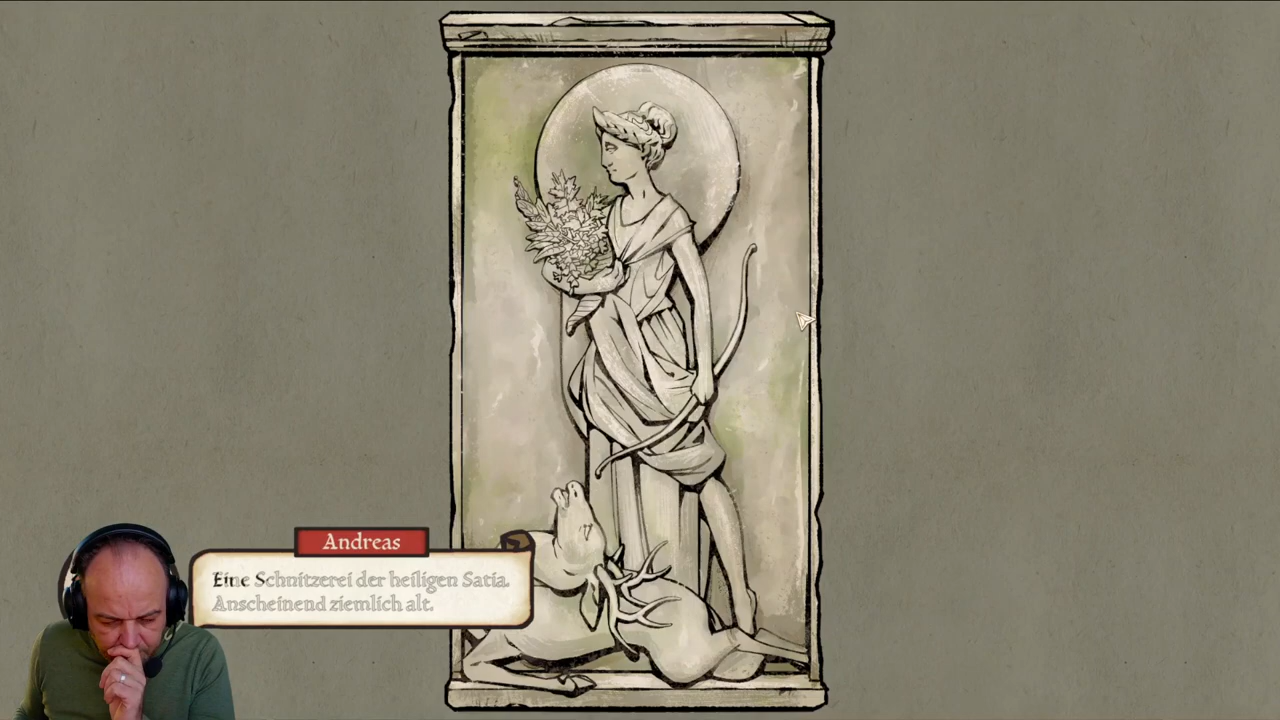 Andreas
Eine Schnitzerei der heiligen Satia.
Anscheinend ziemlich alt.